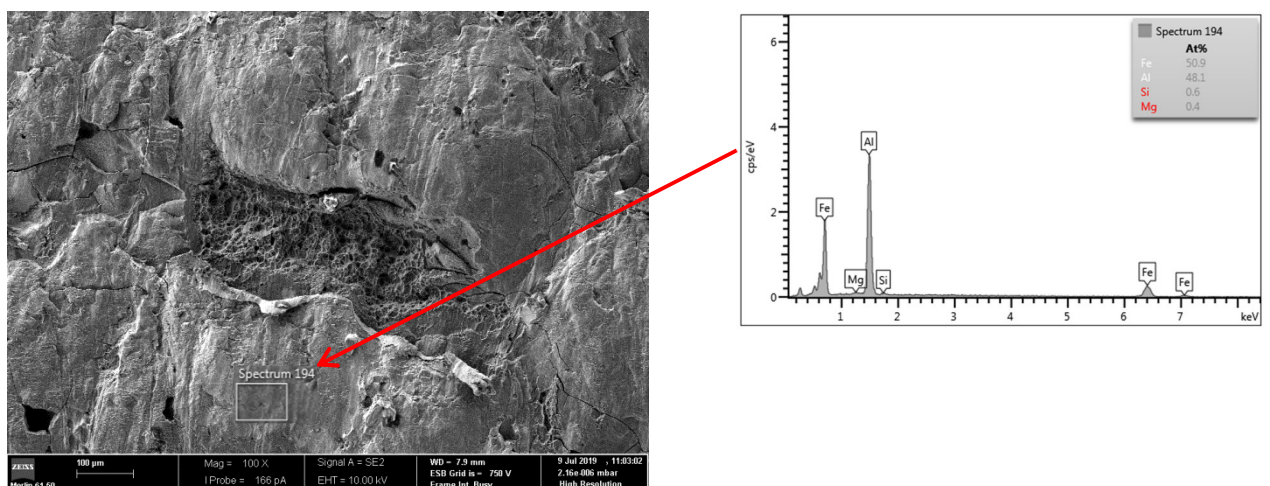 Spectrum 194
ZEISS
100 µm
Mag = 100 X
Signal A = SE2
WD = 7.9 mm
9 Jul 2019 , 11:03:02
I Probe = 166 pA
EHT = 10.00 kV
ESB Grid is = 750 V
2.16e-006 mbar
Merlin 61 50
Frame Int. Busy
High Resolution
Spectrum 194
At%
Fe 50.9
Al 48.1
Si 0.6
Mg 0.4
cps/eV
6
4
2
0
Fe
Mg
Al
Si
Fe
Fe
1 2 3 4 5 6 7 keV